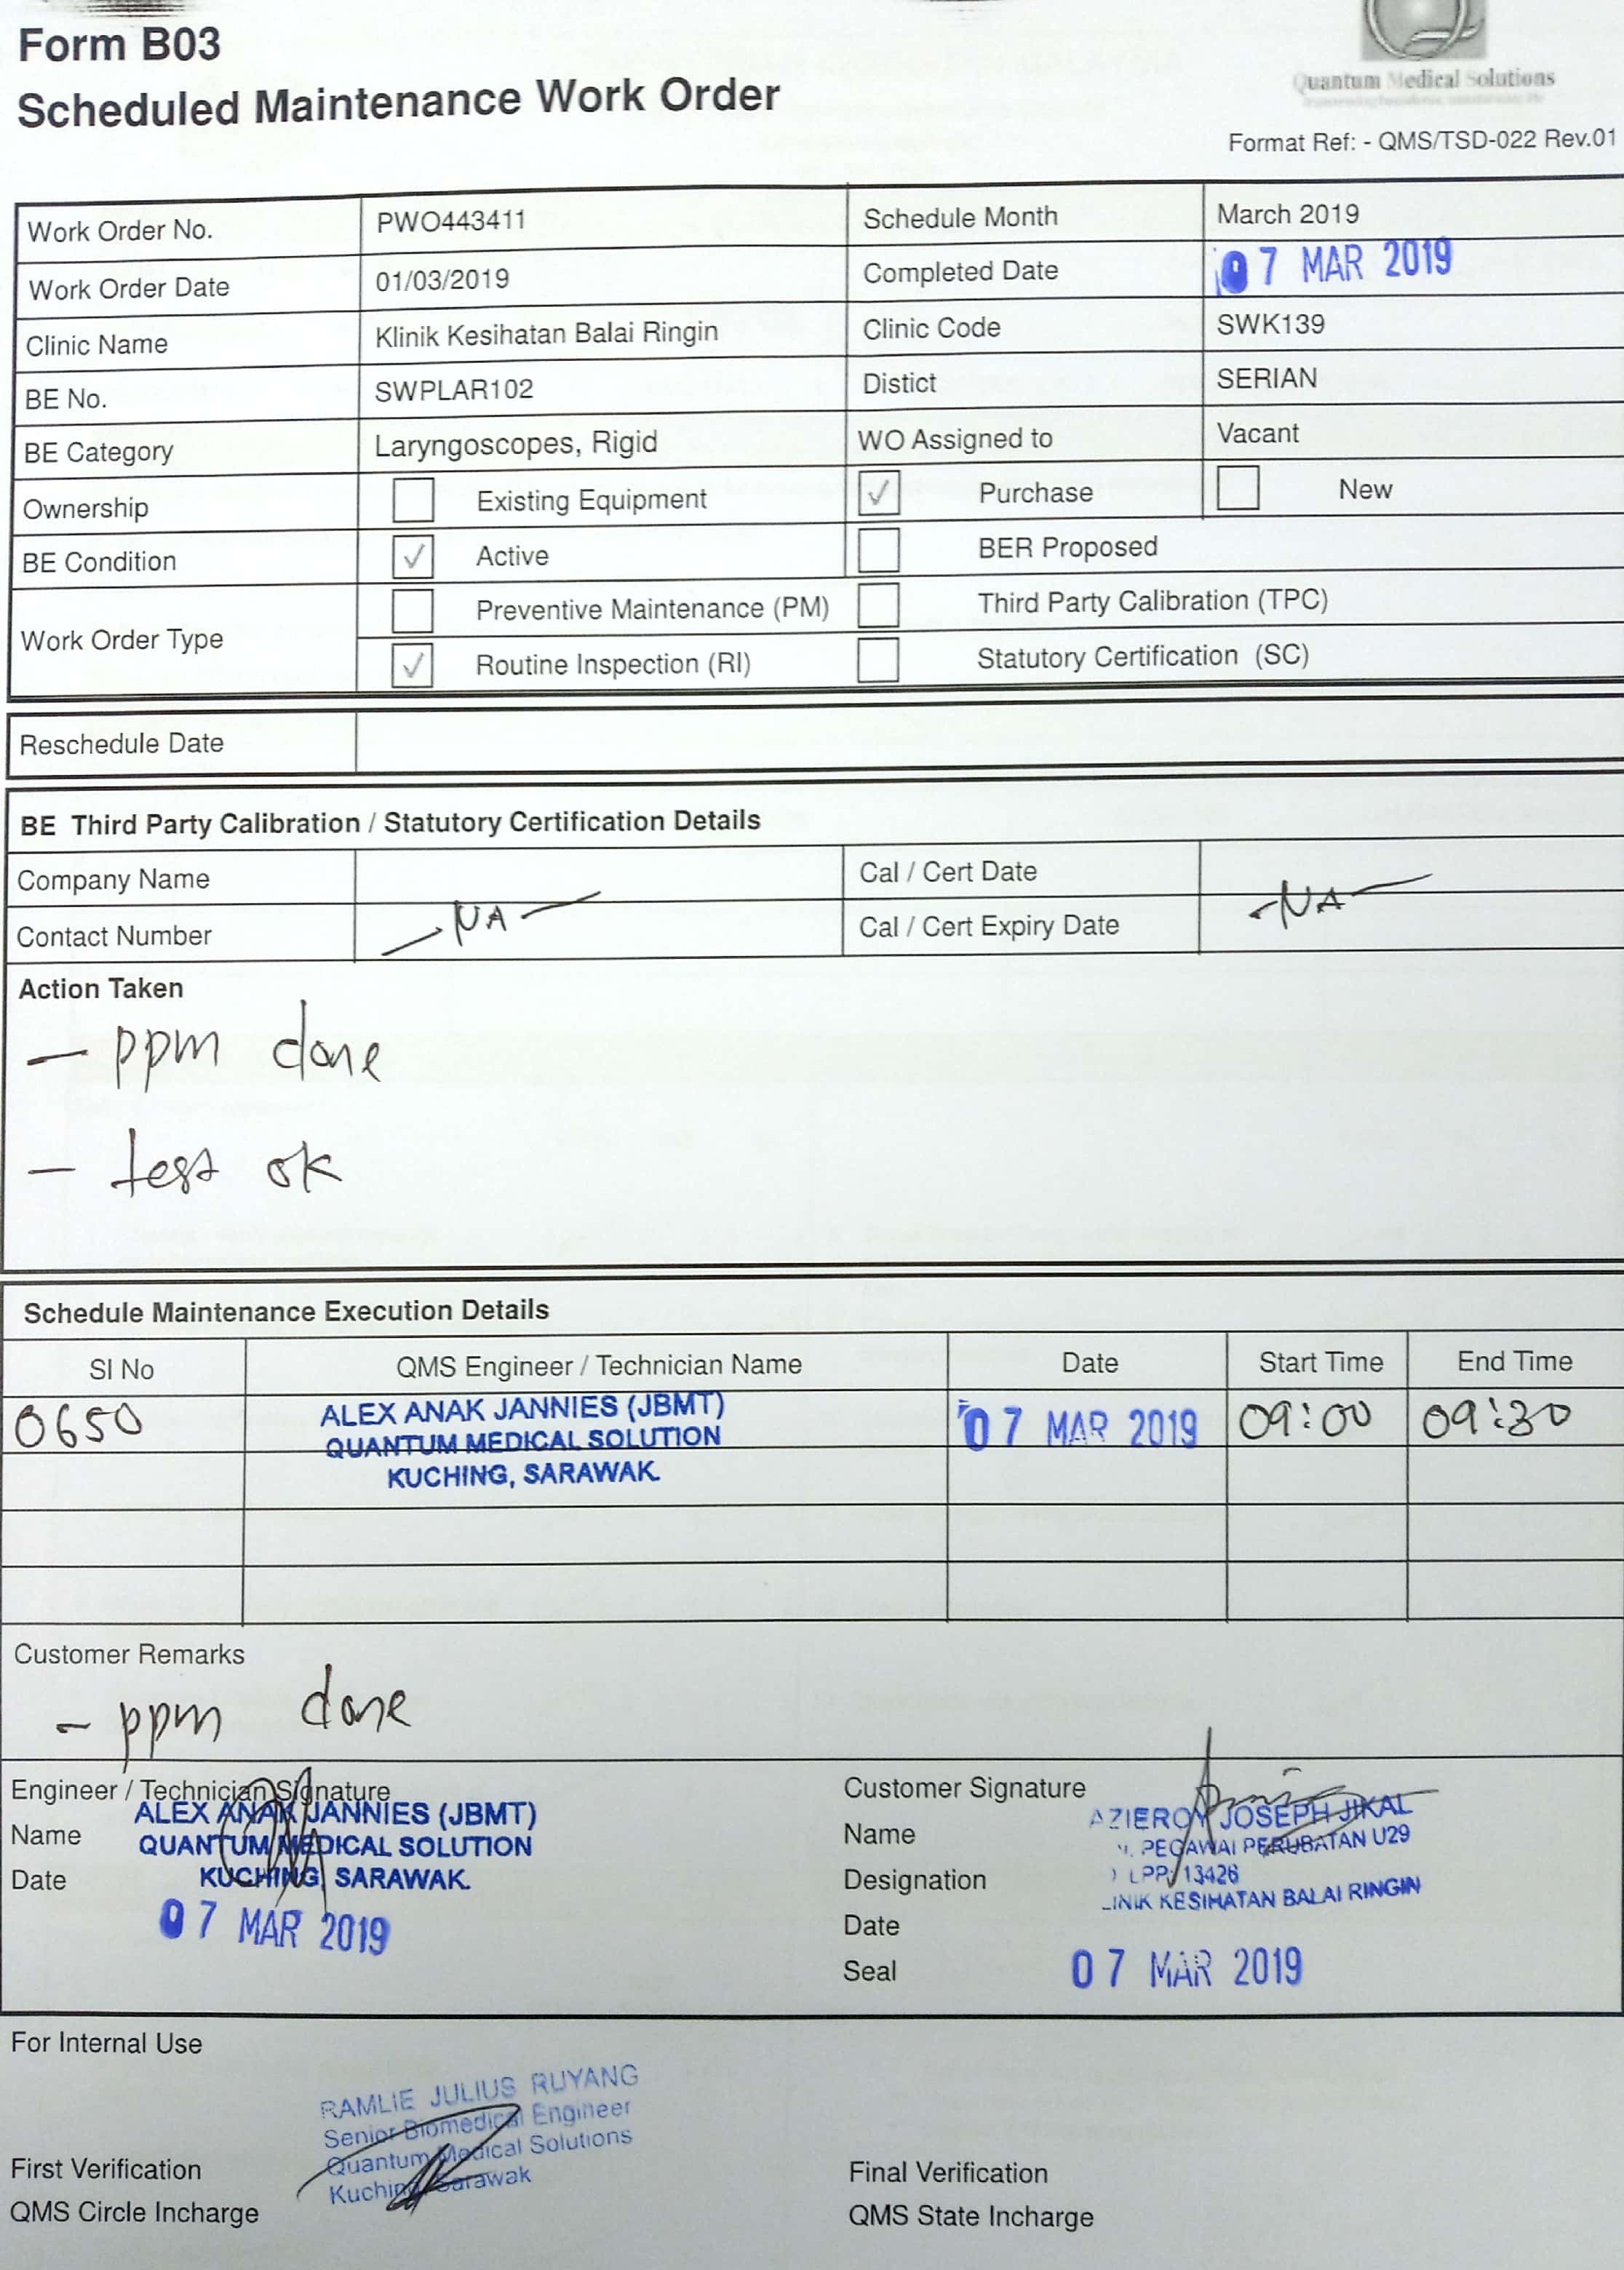 Form B03
Scheduled Maintenance Work Order
Quantum Medical Solutions
Format Ref: - QMS/TSD-022 Rev.01
Work Order No. PWO443411 Schedule Month March 2019
Work Order Date 01/03/2019 Completed Date 07 MAR 2019
Clinic Name Klinik Kesihatan Balai Ringin Clinic Code SWK139
BE No. SWPLAR102 Distict SERIAN
BE Category Laryngoscopes, Rigid WO Assigned to Vacant
Ownership Existing Equipment ✓ Purchase New
BE Condition ✓ Active BER Proposed
Work Order Type
Preventive Maintenance (PM) Third Party Calibration (TPC)
✓ Routine Inspection (RI) Statutory Certification (SC)
Reschedule Date
BE Third Party Calibration / Statutory Certification Details
Company Name Cal / Cert Date
- NA - - NA -
Contact Number Cal / Cert Expiry Date
Action Taken
- ppm done
- test ok
Schedule Maintenance Execution Details
SI No QMS Engineer / Technician Name Date Start Time End Time
0650 ALEX ANAK JANNIES (JBMT) 07 MAR 2019 09:00 09:30
QUANTUM MEDICAL SOLUTION
KUCHING, SARAWAK.
Customer Remarks
- ppm done
Engineer / Technician Signature
ALEX ANAK JANNIES (JBMT)
Name QUANTUM MEDICAL SOLUTION
Date KUCHING, SARAWAK.
07 MAR 2019
Customer Signature
AZIEROY JOSEPH JIKAL
Name PEGAWAI PERUBATAN U29
Designation LPP 13426
LINIK KESIHATAN BALAI RINGIN
Date
Seal 07 MAR 2019
For Internal Use
RAMLIE JULIUS RUYANG
Senior Biomedical Engineer
Quantum Medical Solutions
Kuching Sarawak
First Verification
QMS Circle Incharge
Final Verification
QMS State Incharge